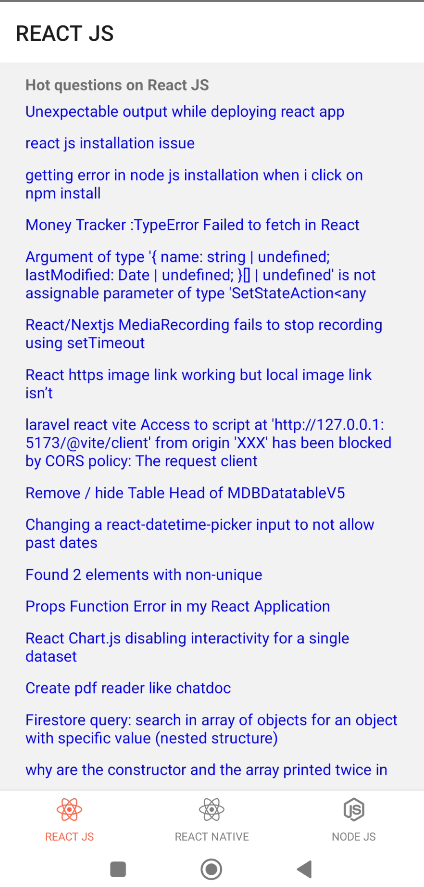 REACT JS
Hot questions on React JS
Unexpectable output while deploying react app
react js installation issue
getting error in node js installation when i click on
npm install
Money Tracker :TypeError Failed to fetch in React
Argument of type '{ name: string | undefined;
lastModified: Date | undefined; }[] | undefined' is not
assignable parameter of type 'SetStateAction<any
React/Nextjs MediaRecording fails to stop recording
using setTimeout
React https image link working but local image link
isn’t
laravel react vite Access to script at 'http://127.0.0.1:
5173/@vite/client' from origin 'XXX' has been blocked
by CORS policy: The request client
Remove / hide Table Head of MDBDatatableV5
Changing a react-datetime-picker input to not allow
past dates
Found 2 elements with non-unique
Props Function Error in my React Application
React Chart.js disabling interactivity for a single
dataset
Create pdf reader like chatdoc
Firestore query: search in array of objects for an object
with specific value (nested structure)
why are the constructor and the array printed twice in
REACT JS
REACT NATIVE
NODE JS